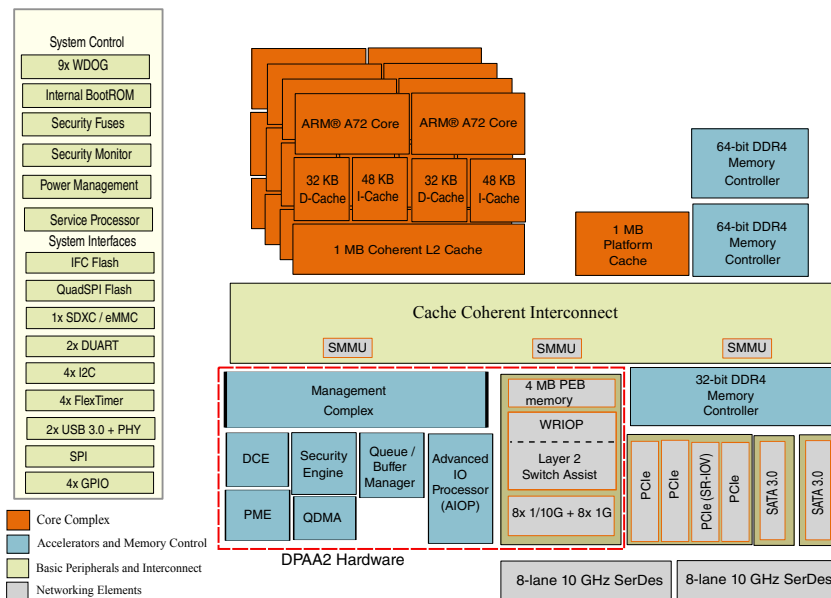 System Control
9x WDOG
Internal BootROM
Security Fuses
Security Monitor
Power Management
Service Processor
System Interfaces
IFC Flash
QuadSPI Flash
1x SDXC / eMMC
2x DUART
4x I2C
4x FlexTimer
2x USB 3.0 + PHY
SPI
4x GPIO
Core Complex
Accelerators and Memory Control
Basic Peripherals and Interconnect
Networking Elements
ARM® A72 Core
ARM® A72 Core
32 KB
D-Cache
48 KB
I-Cache
32 KB
D-Cache
48 KB
I-Cache
1 MB Coherent L2 Cache
1 MB
Platform
Cache
64-bit DDR4
Memory
Controller
64-bit DDR4
Memory
Controller
Cache Coherent Interconnect
SMMU
SMMU
SMMU
Management
Complex
DCE
Security
Engine
Queue /
Buffer
Manager
Advanced
IO
Processor
(AIOP)
PME
QDMA
4 MB PEB
memory
WRIOP
Layer 2
Switch Assist
8x 1/10G + 8x 1G
DPAA2 Hardware
32-bit DDR4
Memory
Controller
PCIe
PCIe
PCIe (SR-IOV)
PCIe
SATA 3.0
SATA 3.0
8-lane 10 GHz SerDes
8-lane 10 GHz SerDes